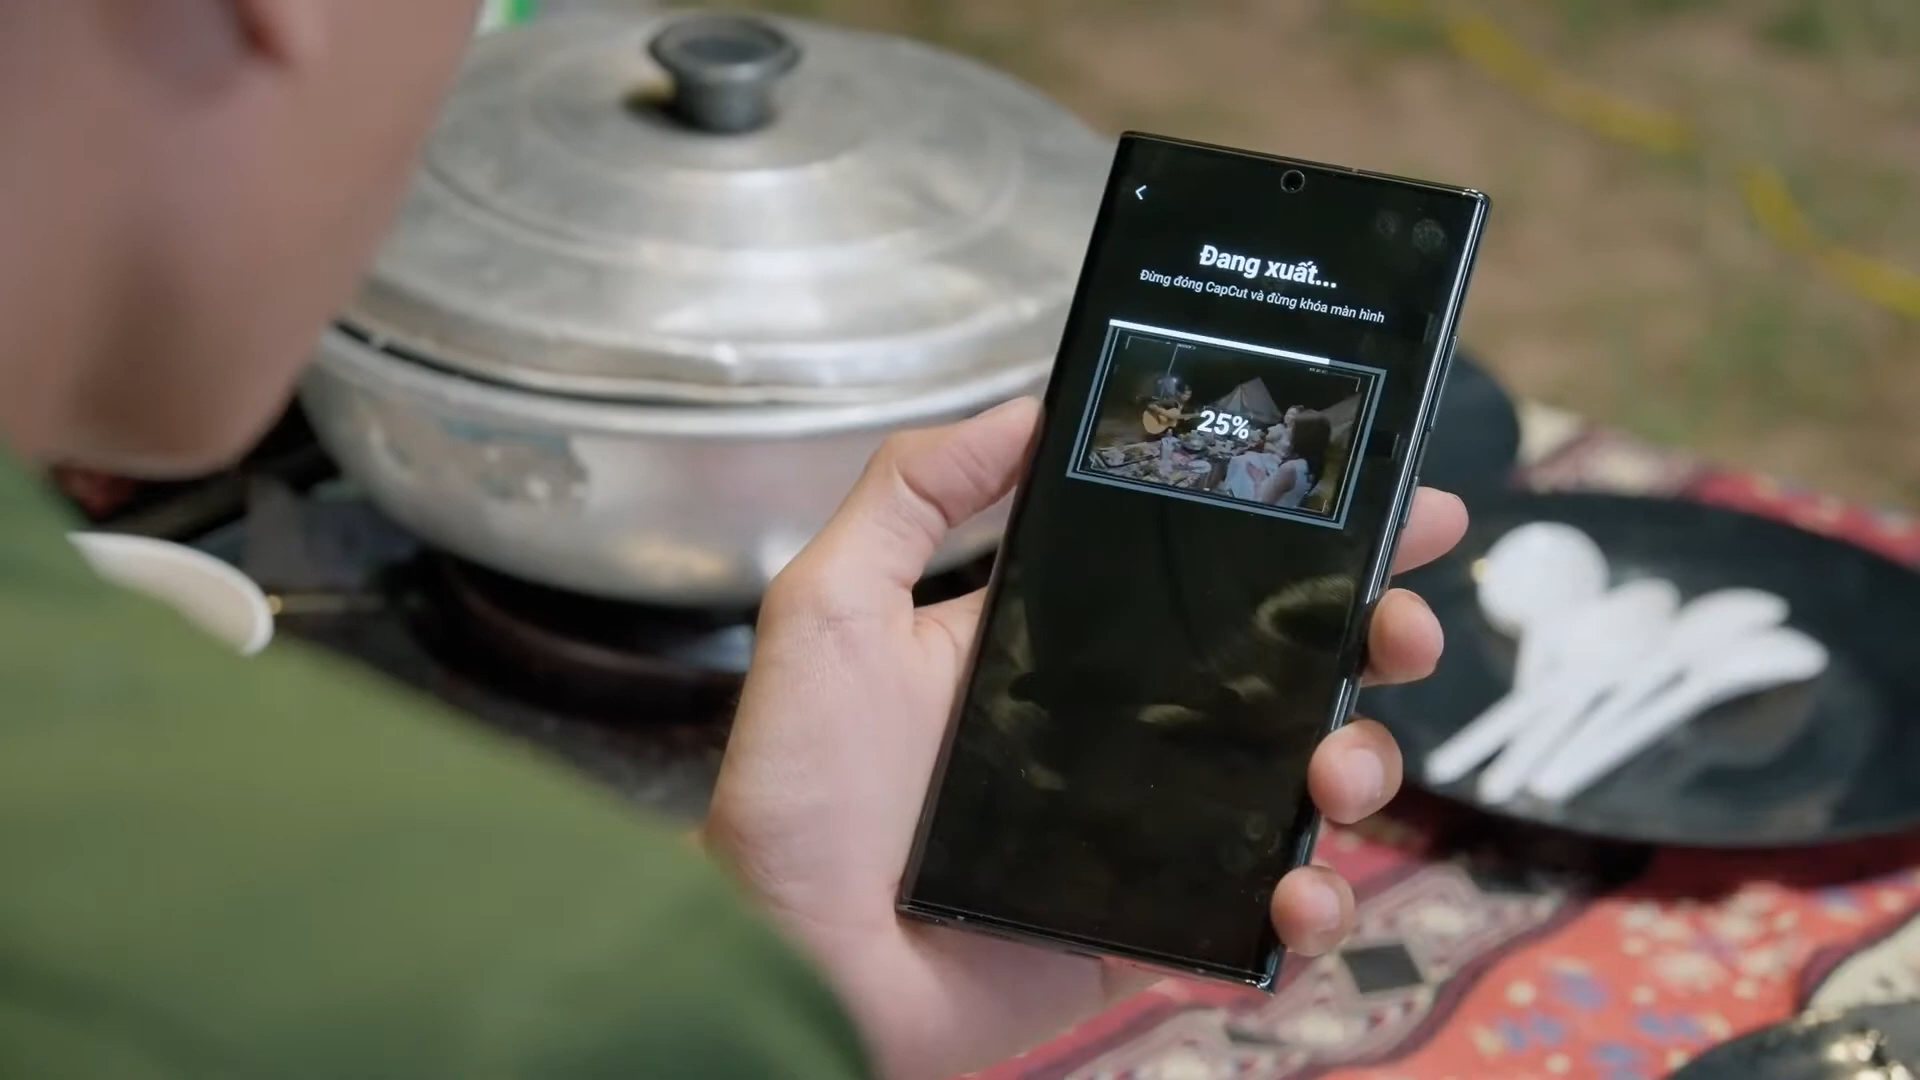 Đang xuất...
Đừng đóng CapCut và đừng khóa màn hình
25%